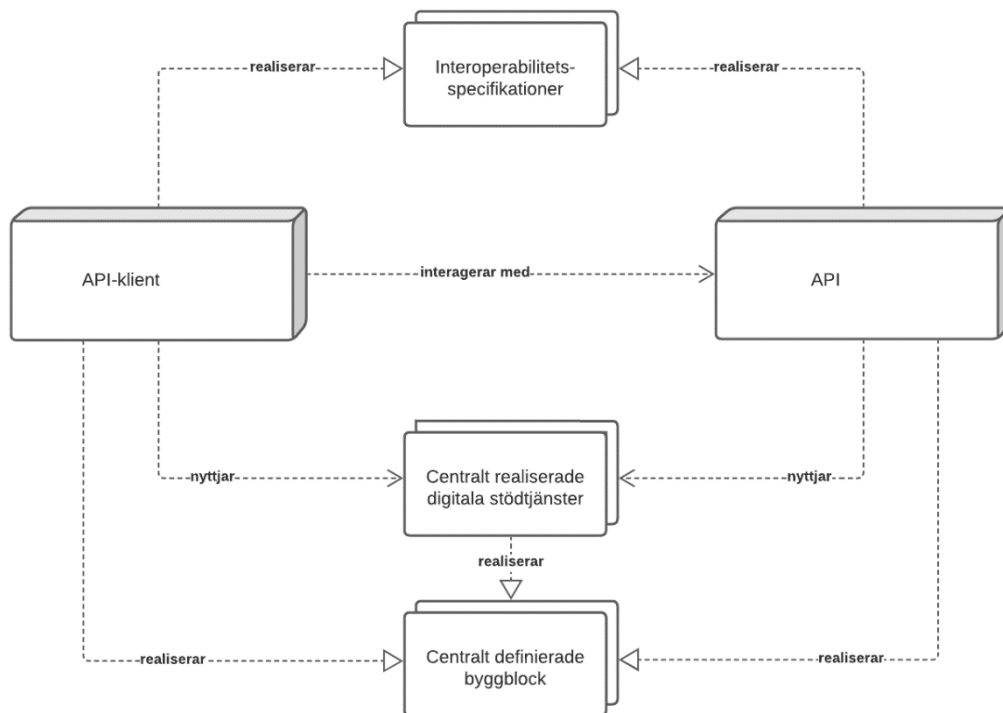 realiserar
Interoperabilitets-
specifikationer
realiserar
API-klient
interagerar med
API
nyttjar
Centralt realiserade
digitala stödtjänster
nyttjar
realiserar
realiserar
Centralt definierade
byggblock
realiserar